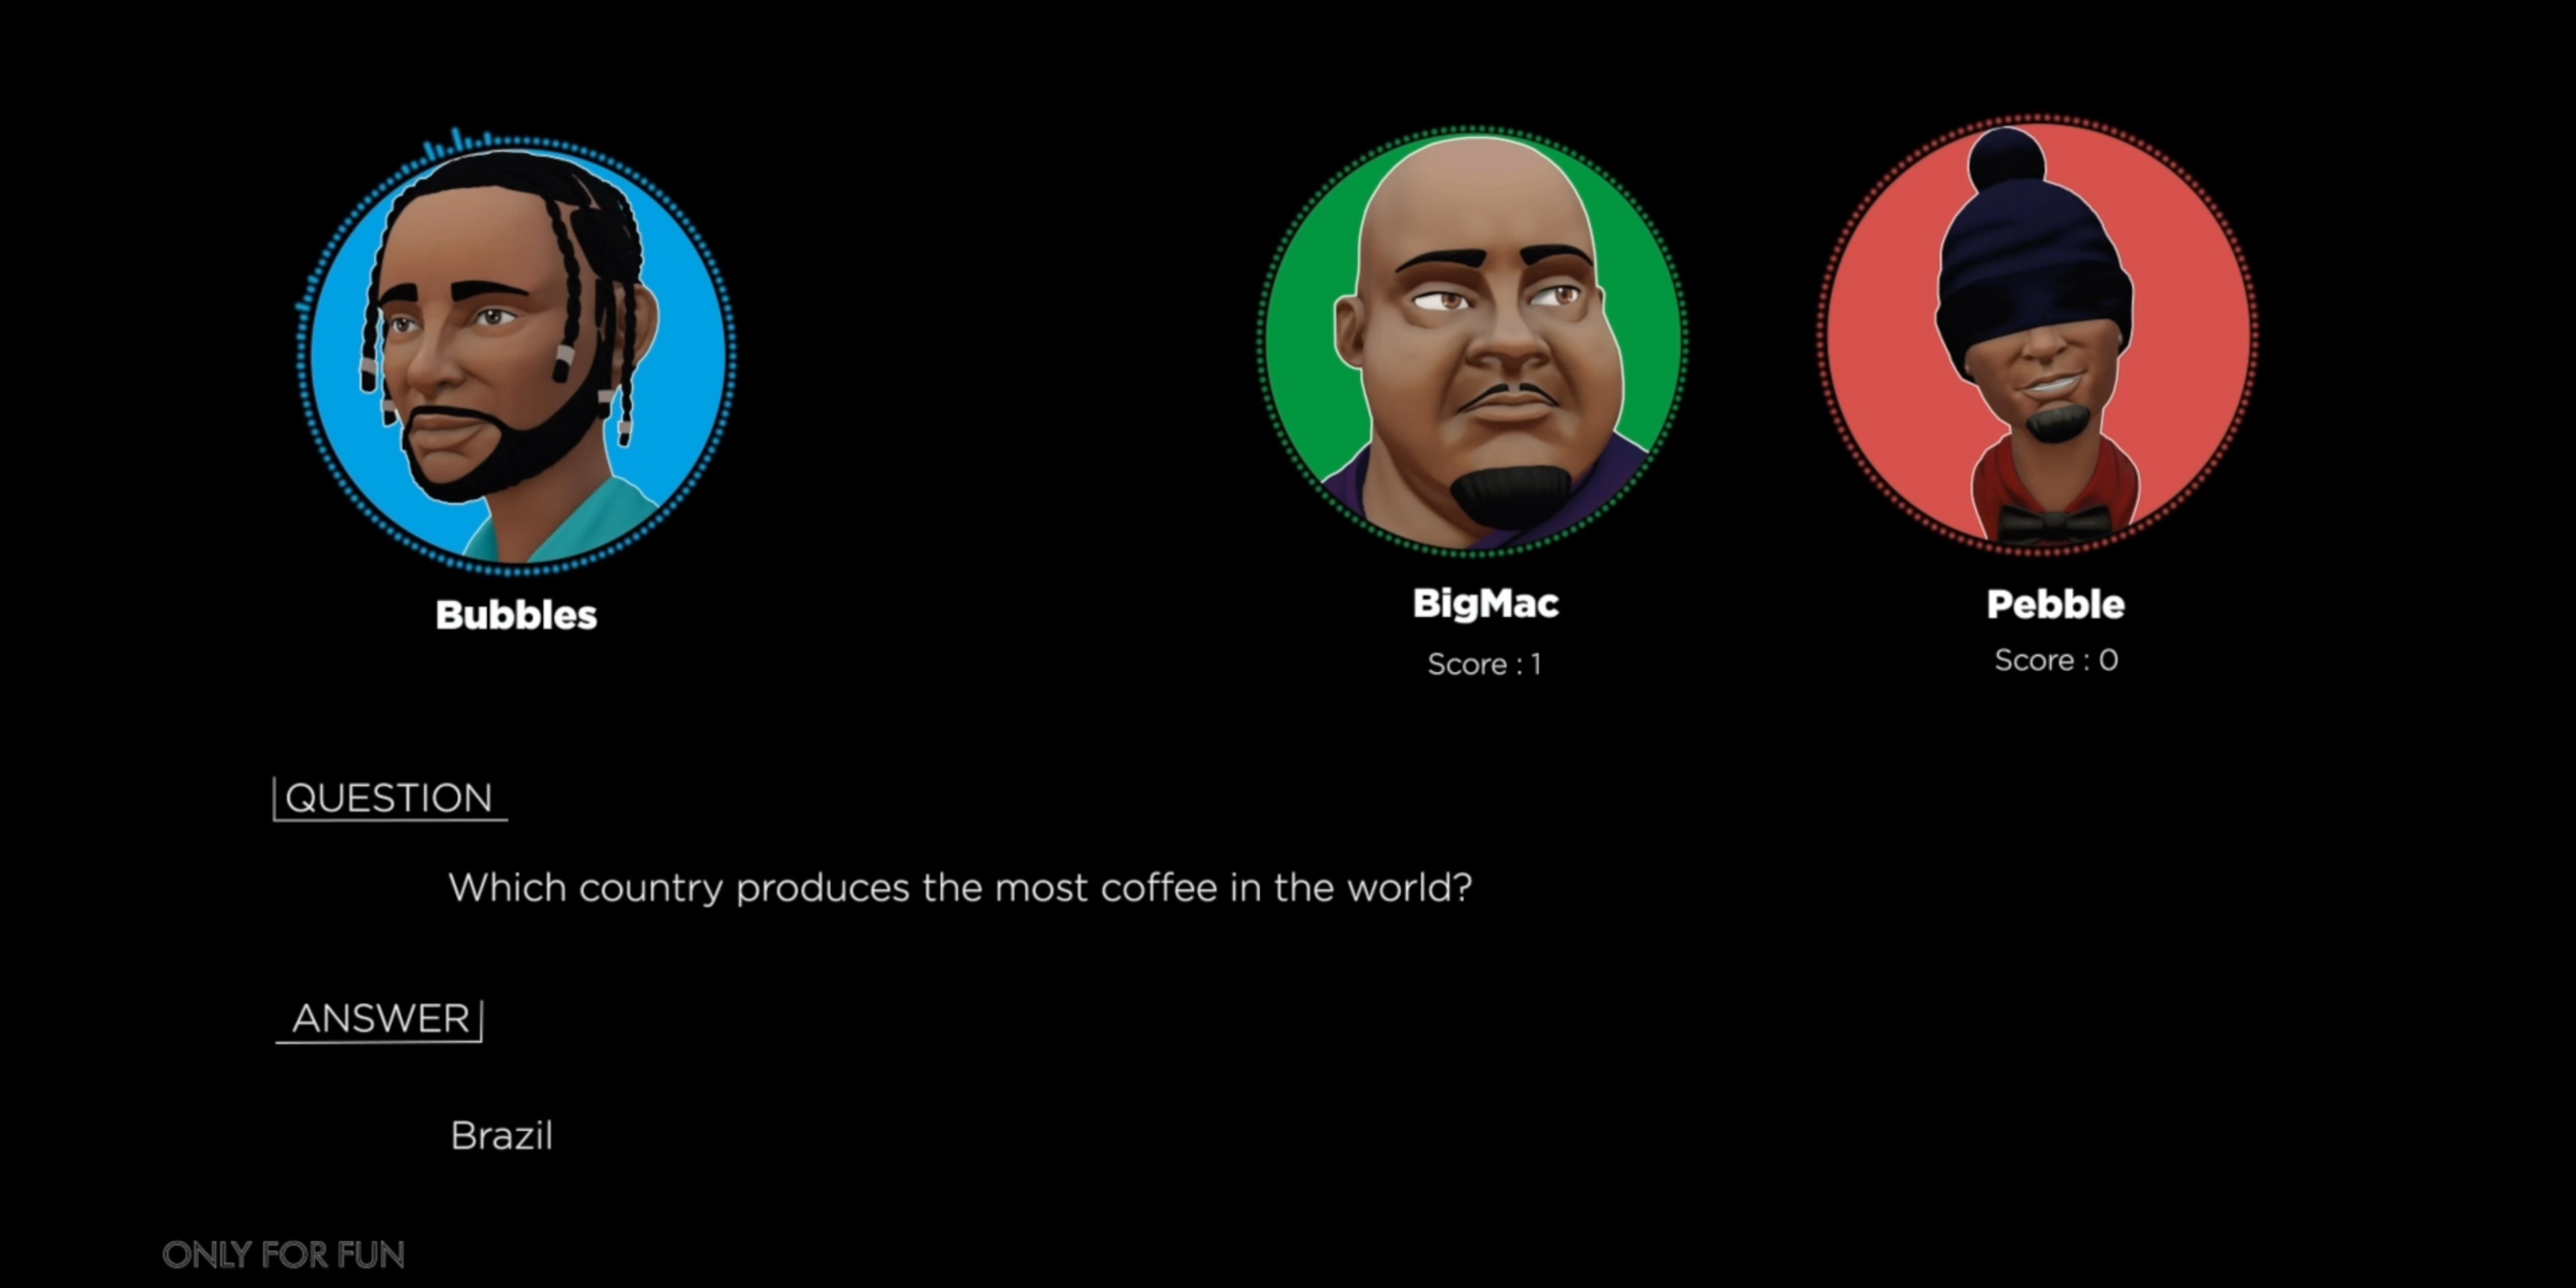 Bubbles
BigMac
Pebble
Score : 1
Score : 0
QUESTION
Which country produces the most coffee in the world?
ANSWER
Brazil
ONLY FOR FUN